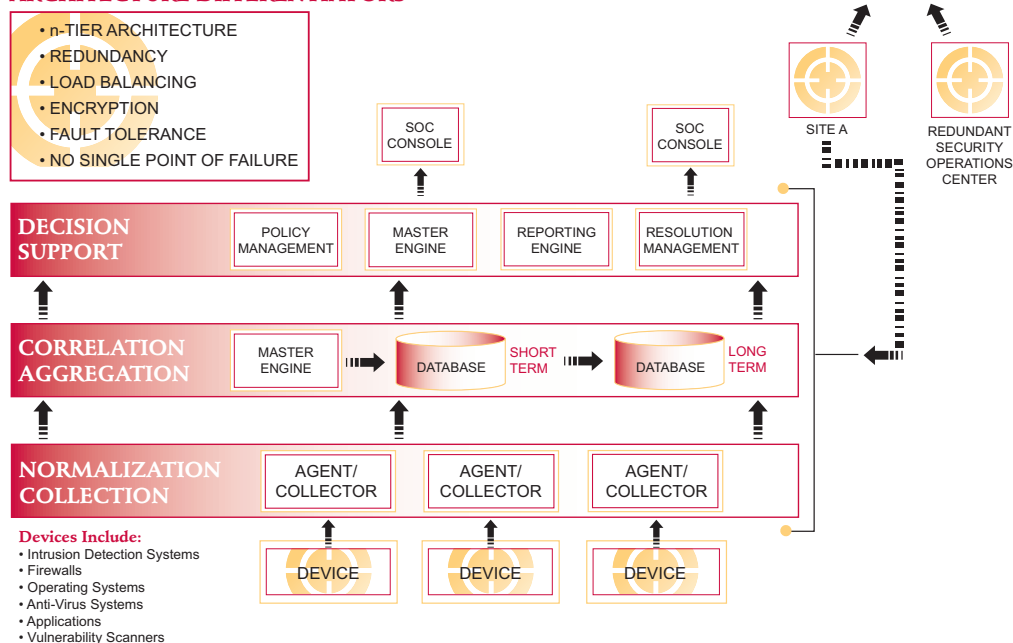 ARCHITECTURE DIFFERENTIATORS
• n-TIER ARCHITECTURE
• REDUNDANCY
• LOAD BALANCING
• ENCRYPTION
• FAULT TOLERANCE
• NO SINGLE POINT OF FAILURE
SOC
CONSOLE
SOC
CONSOLE
SITE A
REDUNDANT
SECURITY
OPERATIONS
CENTER
DECISION
SUPPORT
POLICY
MANAGEMENT
MASTER
ENGINE
REPORTING
ENGINE
RESOLUTION
MANAGEMENT
CORRELATION
AGGREGATION
MASTER
ENGINE
DATABASE
SHORT
TERM
DATABASE
LONG
TERM
NORMALIZATION
COLLECTION
AGENT/
COLLECTOR
AGENT/
COLLECTOR
AGENT/
COLLECTOR
DEVICE
DEVICE
DEVICE
Devices Include:
• Intrusion Detection Systems
• Firewalls
• Operating Systems
• Anti-Virus Systems
• Applications
• Vulnerability Scanners